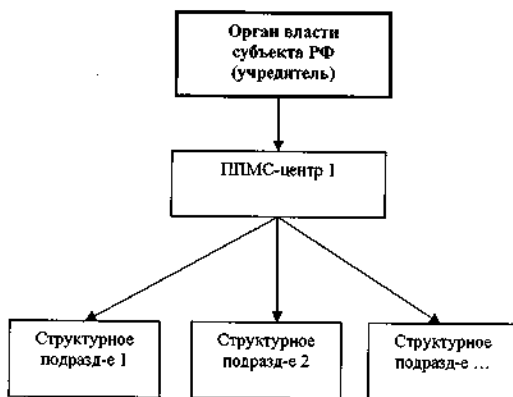 Орган власти
субъекта РФ
(учредитель)
ППМС-центр 1
Структурное
подразд-е 1
Структурное
подразд-е 2
Структурное
подразд-е ...